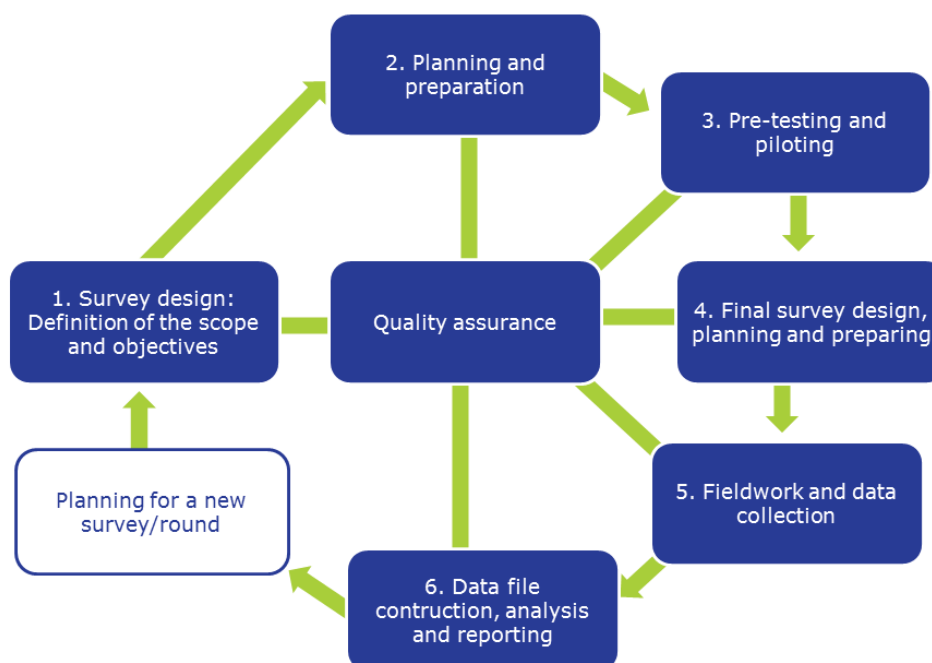 2. Planning and
preparation
3. Pre-testing and
piloting
1. Survey design:
Definition of the scope
and objectives
Quality assurance
4. Final survey design,
planning and preparing
Planning for a new
survey/round
5. Fieldwork and data
collection
6. Data file
contruction, analysis
and reporting